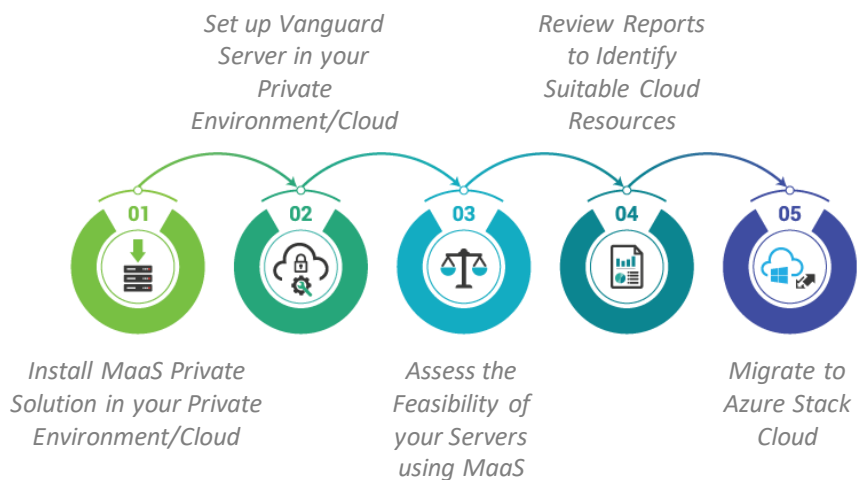 Set up Vanguard
Server in your
Private
Environment/Cloud
Review Reports
to Identify
Suitable Cloud
Resources
01
02
03
04
05
Install MaaS Private
Solution in your Private
Environment/Cloud
Assess the
Feasibility of
your Servers
using MaaS
Migrate to
Azure Stack
Cloud